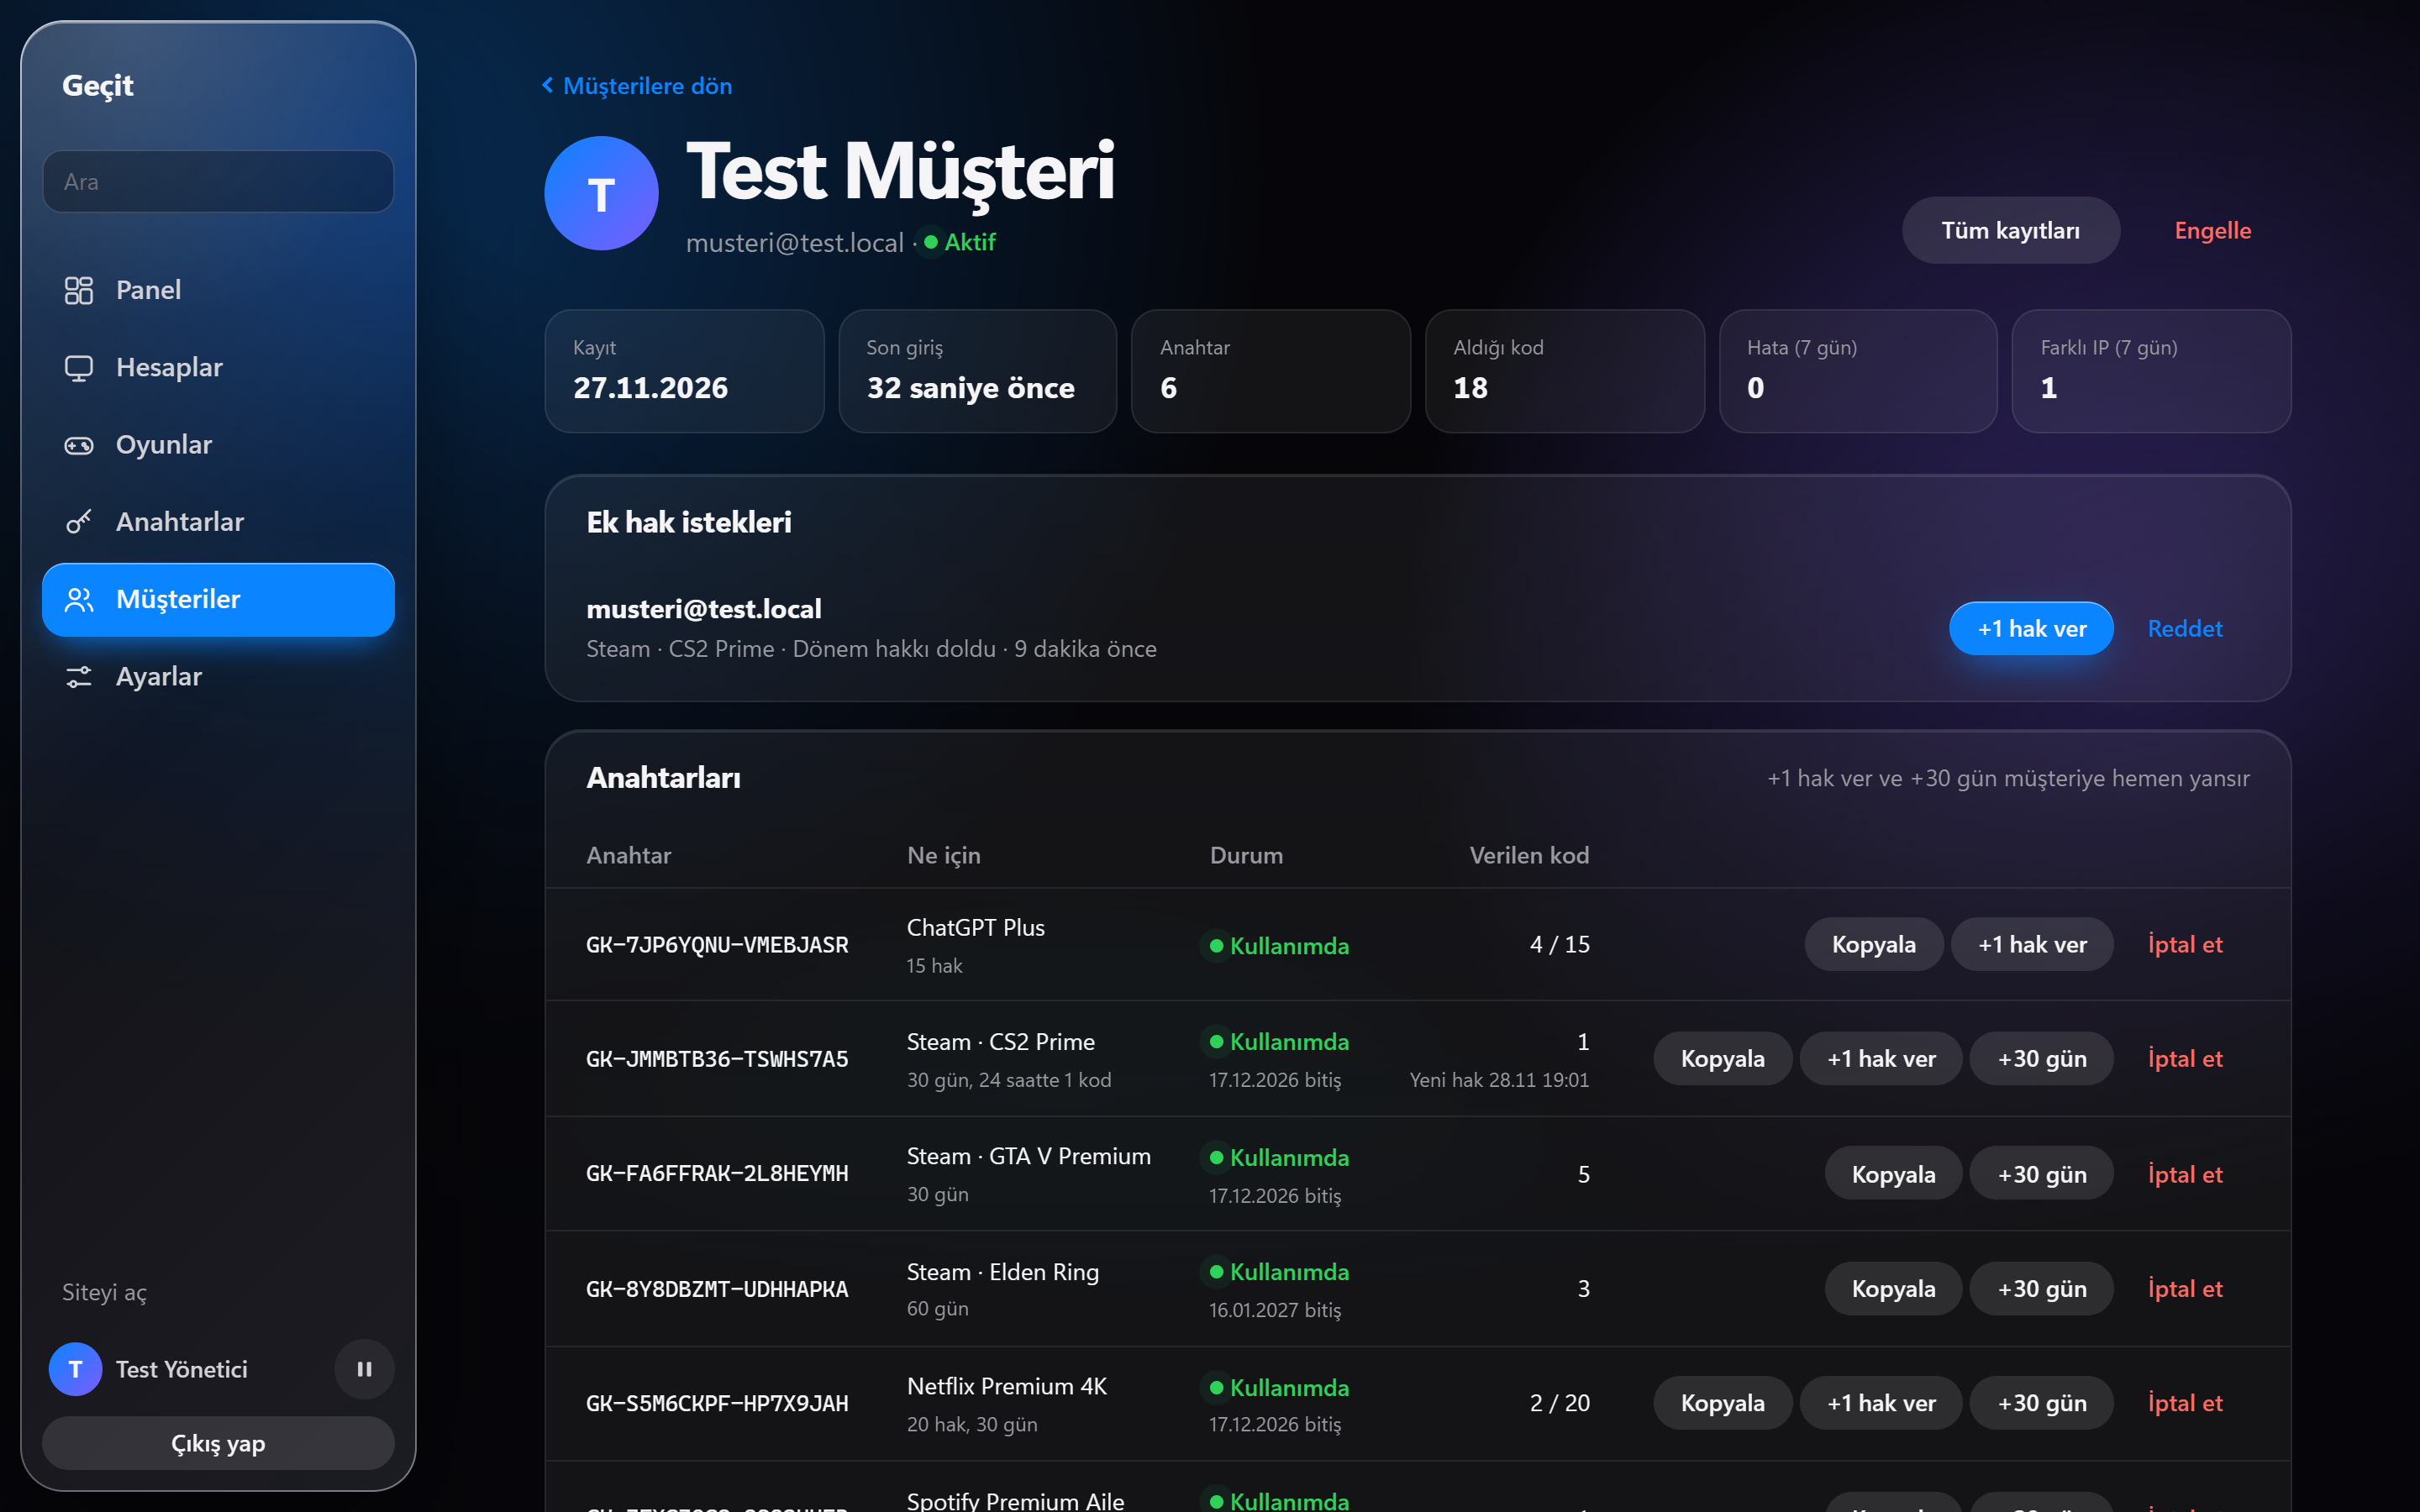 Geçit
Ara
Panel
Hesaplar
Oyunlar
Anahtarlar
Müşteriler
Ayarlar
Siteyi aç
T Test Yönetici
Çıkış yap
Müşterilere dön
T
Test Müşteri
musteri@test.local · Aktif
Tüm kayıtları Engelle
Kayıt
27.11.2026
Son giriş
32 saniye önce
Anahtar
6
Aldığı kod
18
Hata (7 gün)
0
Farklı IP (7 gün)
1
Ek hak istekleri
musteri@test.local
Steam · CS2 Prime · Dönem hakkı doldu · 9 dakika önce
+1 hak ver Reddet
Anahtarları
+1 hak ver ve +30 gün müşteriye hemen yansır
Anahtar Ne için Durum Verilen kod
GK-7JP6YQNU-VMEBJASR ChatGPT Plus Kullanımda 4 / 15 Kopyala +1 hak ver İptal et
15 hak
GK-JMMBTB36-TSWHS7A5 Steam · CS2 Prime Kullanımda 1 Kopyala +1 hak ver +30 gün İptal et
30 gün, 24 saatte 1 kod 17.12.2026 bitiş Yeni hak 28.11 19:01
GK-FA6FFRAK-2L8HEYMH Steam · GTA V Premium Kullanımda 5 Kopyala +30 gün İptal et
30 gün 17.12.2026 bitiş
GK-8Y8DBZMT-UDHHAPKA Steam · Elden Ring Kullanımda 3 Kopyala +30 gün İptal et
60 gün 16.01.2027 bitiş
GK-S5M6CKPF-HP7X9JAH Netflix Premium 4K Kullanımda 2 / 20 Kopyala +1 hak ver +30 gün İptal et
20 hak, 30 gün 17.12.2026 bitiş
Spotify Premium Aile Kullanımda